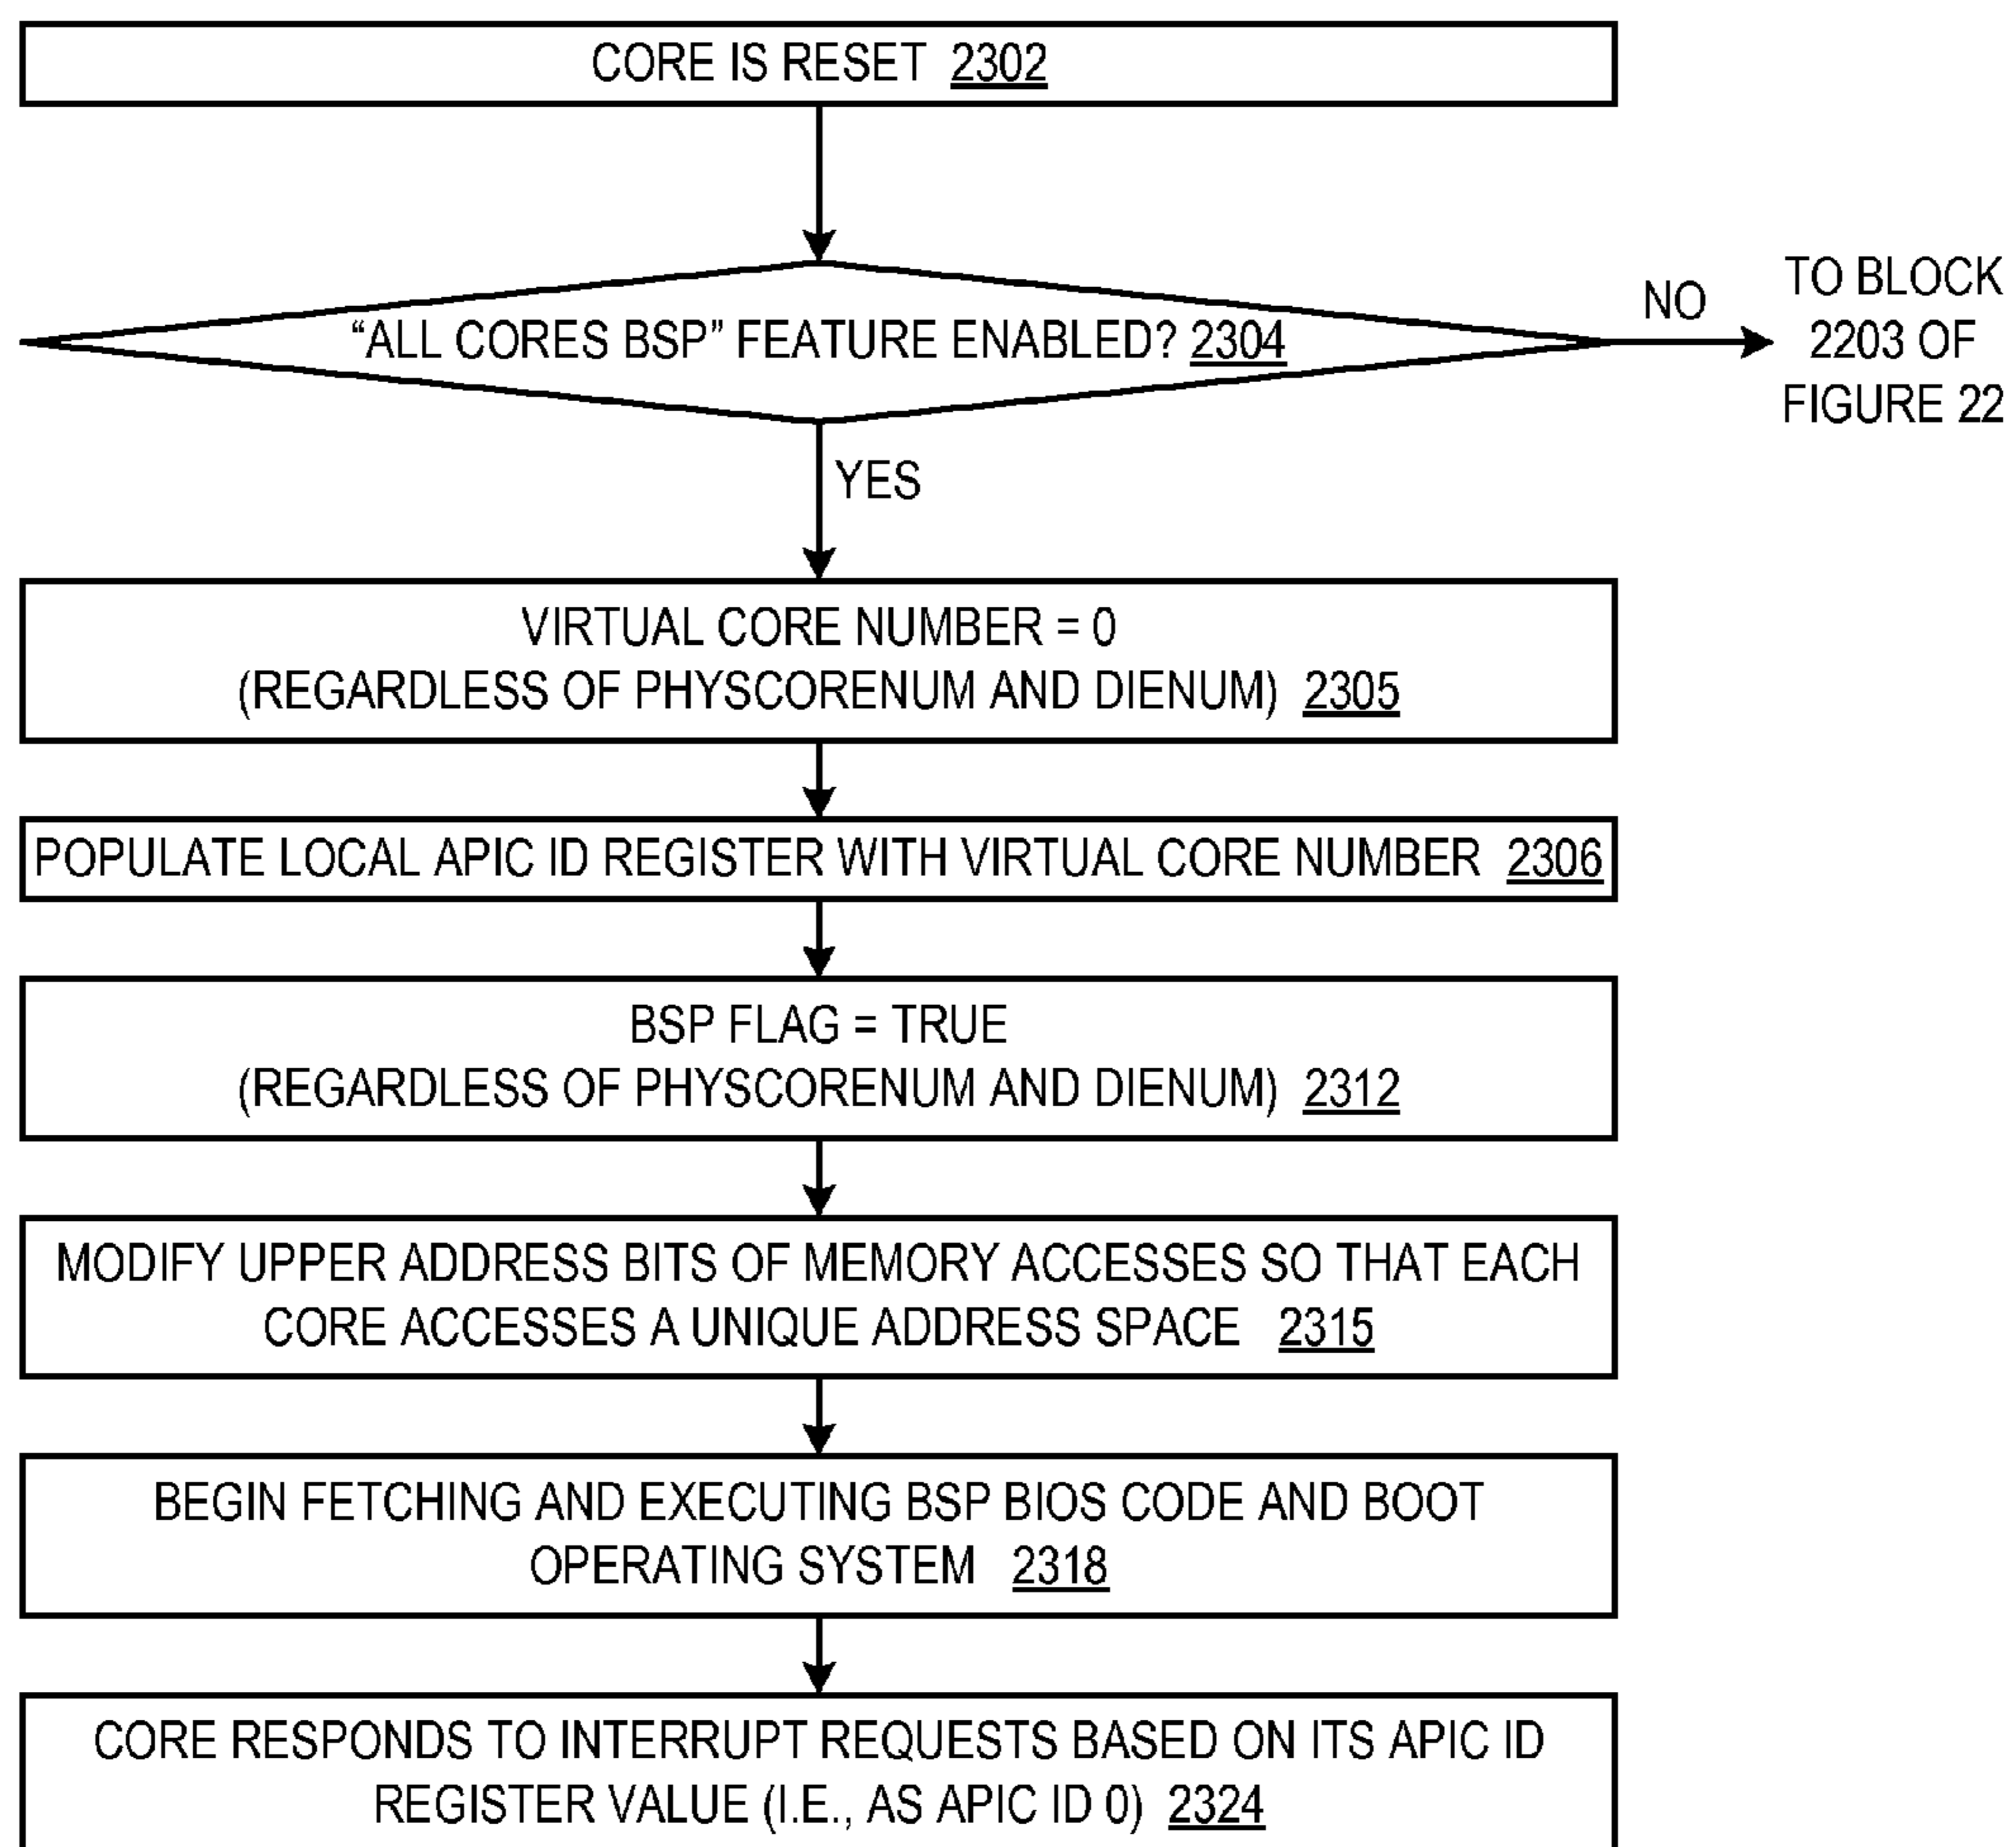 CORE IS RESET 2302
“ALL CORES BSP” FEATURE ENABLED? 2304
NO
TO BLOCK
2203 OF
FIGURE 22
YES
VIRTUAL CORE NUMBER = 0
(REGARDLESS OF PHYSCORENUM AND DIENUM) 2305
POPULATE LOCAL APIC ID REGISTER WITH VIRTUAL CORE NUMBER 2306
BSP FLAG = TRUE
(REGARDLESS OF PHYSCORENUM AND DIENUM) 2312
MODIFY UPPER ADDRESS BITS OF MEMORY ACCESSES SO THAT EACH
CORE ACCESSES A UNIQUE ADDRESS SPACE 2315
BEGIN FETCHING AND EXECUTING BSP BIOS CODE AND BOOT
OPERATING SYSTEM 2318
CORE RESPONDS TO INTERRUPT REQUESTS BASED ON ITS APIC ID
REGISTER VALUE (I.E., AS APIC ID 0) 2324